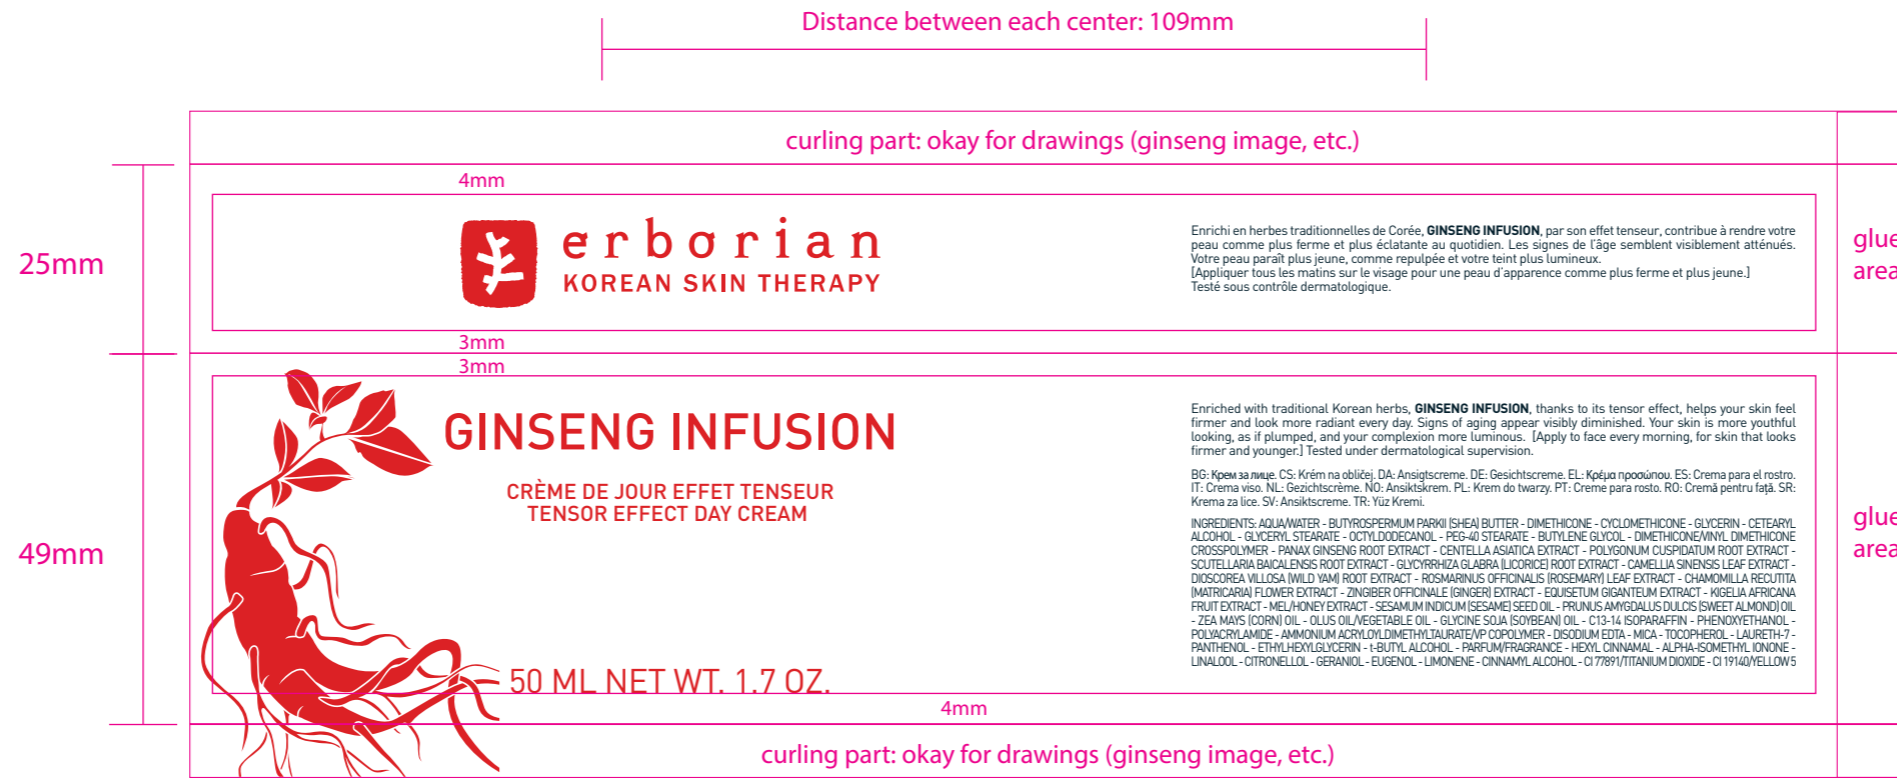 Distance between each center: 109mm
curling part: okay for drawings (ginseng image, etc.)
4mm
25mm
erborian
KOREAN SKIN THERAPY
Enrichi en herbes traditionnelles de Corée, GINSENG INFUSION, par son effet tenseur, contribue à rendre votre
peau comme plus ferme et plus éclatante au quotidien. Les signes de l'âge semblent visiblement atténués.
Votre peau paraît plus jeune, comme repulpée et votre teint plus lumineux.
[Appliquer tous les matins sur le visage pour une peau d'apparence comme plus ferme et plus jeune.]
Testé sous contrôle dermatologique.
glue
area
3mm
3mm
GINSENG INFUSION
CRÈME DE JOUR EFFET TENSEUR
TENSOR EFFECT DAY CREAM
49mm
50 ML NET WT. 1.7 OZ.
Enriched with traditional Korean herbs, GINSENG INFUSION, thanks to its tensor effect, helps your skin feel
firmer and look more radiant every day. Signs of aging appear visibly diminished. Your skin is more youthful
looking, as if plumped, and your complexion more luminous. [Apply to face every morning, for skin that looks
firmer and younger.] Tested under dermatological supervision.
BG: Крем за лице. CS: Krém na obličej. DA: Ansigtscreme. DE: Gesichtscreme. EL: Κρέμα προσώπου. ES: Crema para el rostro.
IT: Crema viso. NL: Gezichtscrème. NO: Ansiktskrem. PL: Krem do twarzy. PT: Creme para rosto. RO: Cremă pentru față. SR:
Krema za lice. SV: Ansiktscreme. TR: Yüz Kremi.
INGREDIENTS: AQUA/WATER - BUTYROSPERMUM PARKII (SHEA) BUTTER - DIMETHICONE - CYCLOMETHICONE - GLYCERIN - CETEARYL
ALCOHOL - GLYCERYL STEARATE - OCTYLDODECANOL - PEG-40 STEARATE - BUTYLENE GLYCOL - DIMETHICONE/VINYL DIMETHICONE
CROSSPOLYMER - PANAX GINSENG ROOT EXTRACT - CENTELLA ASIATICA EXTRACT - POLYGONUM CUSPIDATUM ROOT EXTRACT -
SCUTELLARIA BAICALENSIS ROOT EXTRACT - GLYCYRRHIZA GLABRA (LICORICE) ROOT EXTRACT - CAMELLIA SINENSIS LEAF EXTRACT -
DIOSCOREA VILLOSA (WILD YAM) ROOT EXTRACT - ROSMARINUS OFFICINALIS (ROSEMARY) LEAF EXTRACT - CHAMOMILLA RECUTITA
(MATRICARIA) FLOWER EXTRACT - ZINGIBER OFFICINALE (GINGER) EXTRACT - EQUISETUM GIGANTEUM EXTRACT - KIGELIA AFRICANA
FRUIT EXTRACT - MEL/HONEY EXTRACT - SESAMUM INDICUM (SESAME) SEED OIL - PRUNUS AMYGDALUS DULCIS (SWEET ALMOND) OIL
- ZEA MAYS (CORN) OIL - OLUS OIL/VEGETABLE OIL - GLYCINE SOJA (SOYBEAN) OIL - C13-14 ISOPARAFFIN - PHENOXYETHANOL -
POLYACRYLAMIDE - AMMONIUM ACRYLOYLDIMETHYLTAURATE/VP COPOLYMER - DISODIUM EDTA - MICA - TOCOPHEROL - LAURETH-7 -
PANTHENOL - ETHYLHEXYLGLYCERIN - t-BUTYL ALCOHOL - PARFUM/FRAGRANCE - HEXYL CINNAMAL - ALPHA-ISOMETHYL IONONE -
LINALOOL - CITRONELLOL - GERANIOL - EUGENOL - LIMONENE - CINNAMYL ALCOHOL - CI 77891/TITANIUM DIOXIDE - CI 19140/YELLOW 5
glue
area
4mm
curling part: okay for drawings (ginseng image, etc.)